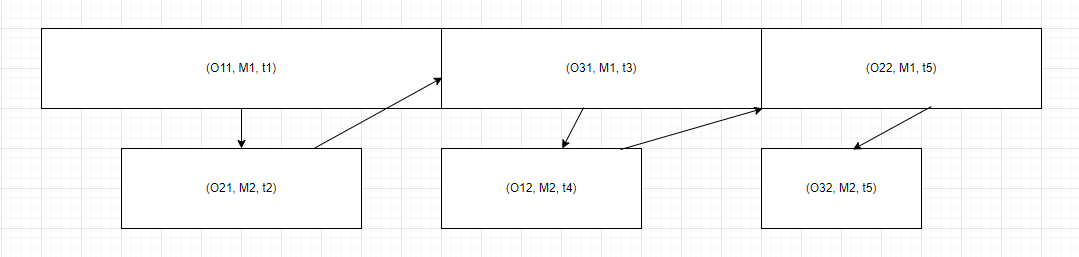 (O11, M1, t1)
(O31, M1, t3)
(O22, M1, t5)
(O21, M2, t2)
(O12, M2, t4)
(O32, M2, t5)